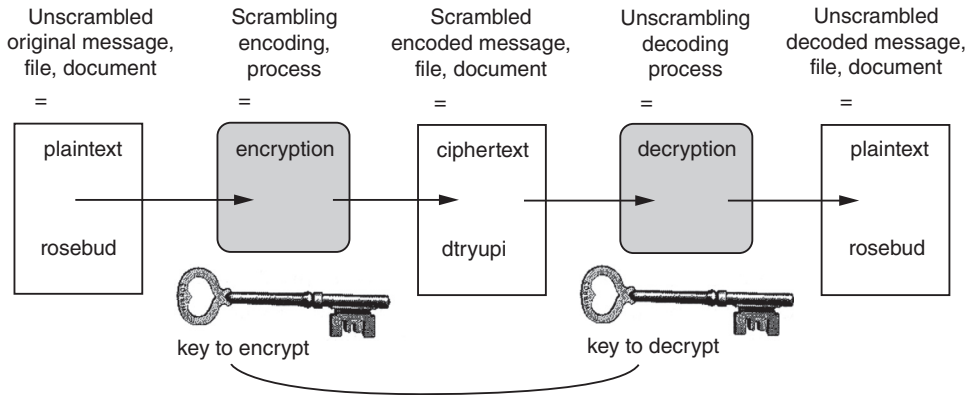 Unscrambled
original message,
file, document
=
plaintext
rosebud
Scrambling
encoding,
process
=
encryption
key to encrypt
Scrambled
encoded message,
file, document
=
ciphertext
dtryupi
Unscrambling
decoding
process
=
decryption
key to decrypt
Unscrambled
decoded message,
file, document
=
plaintext
rosebud